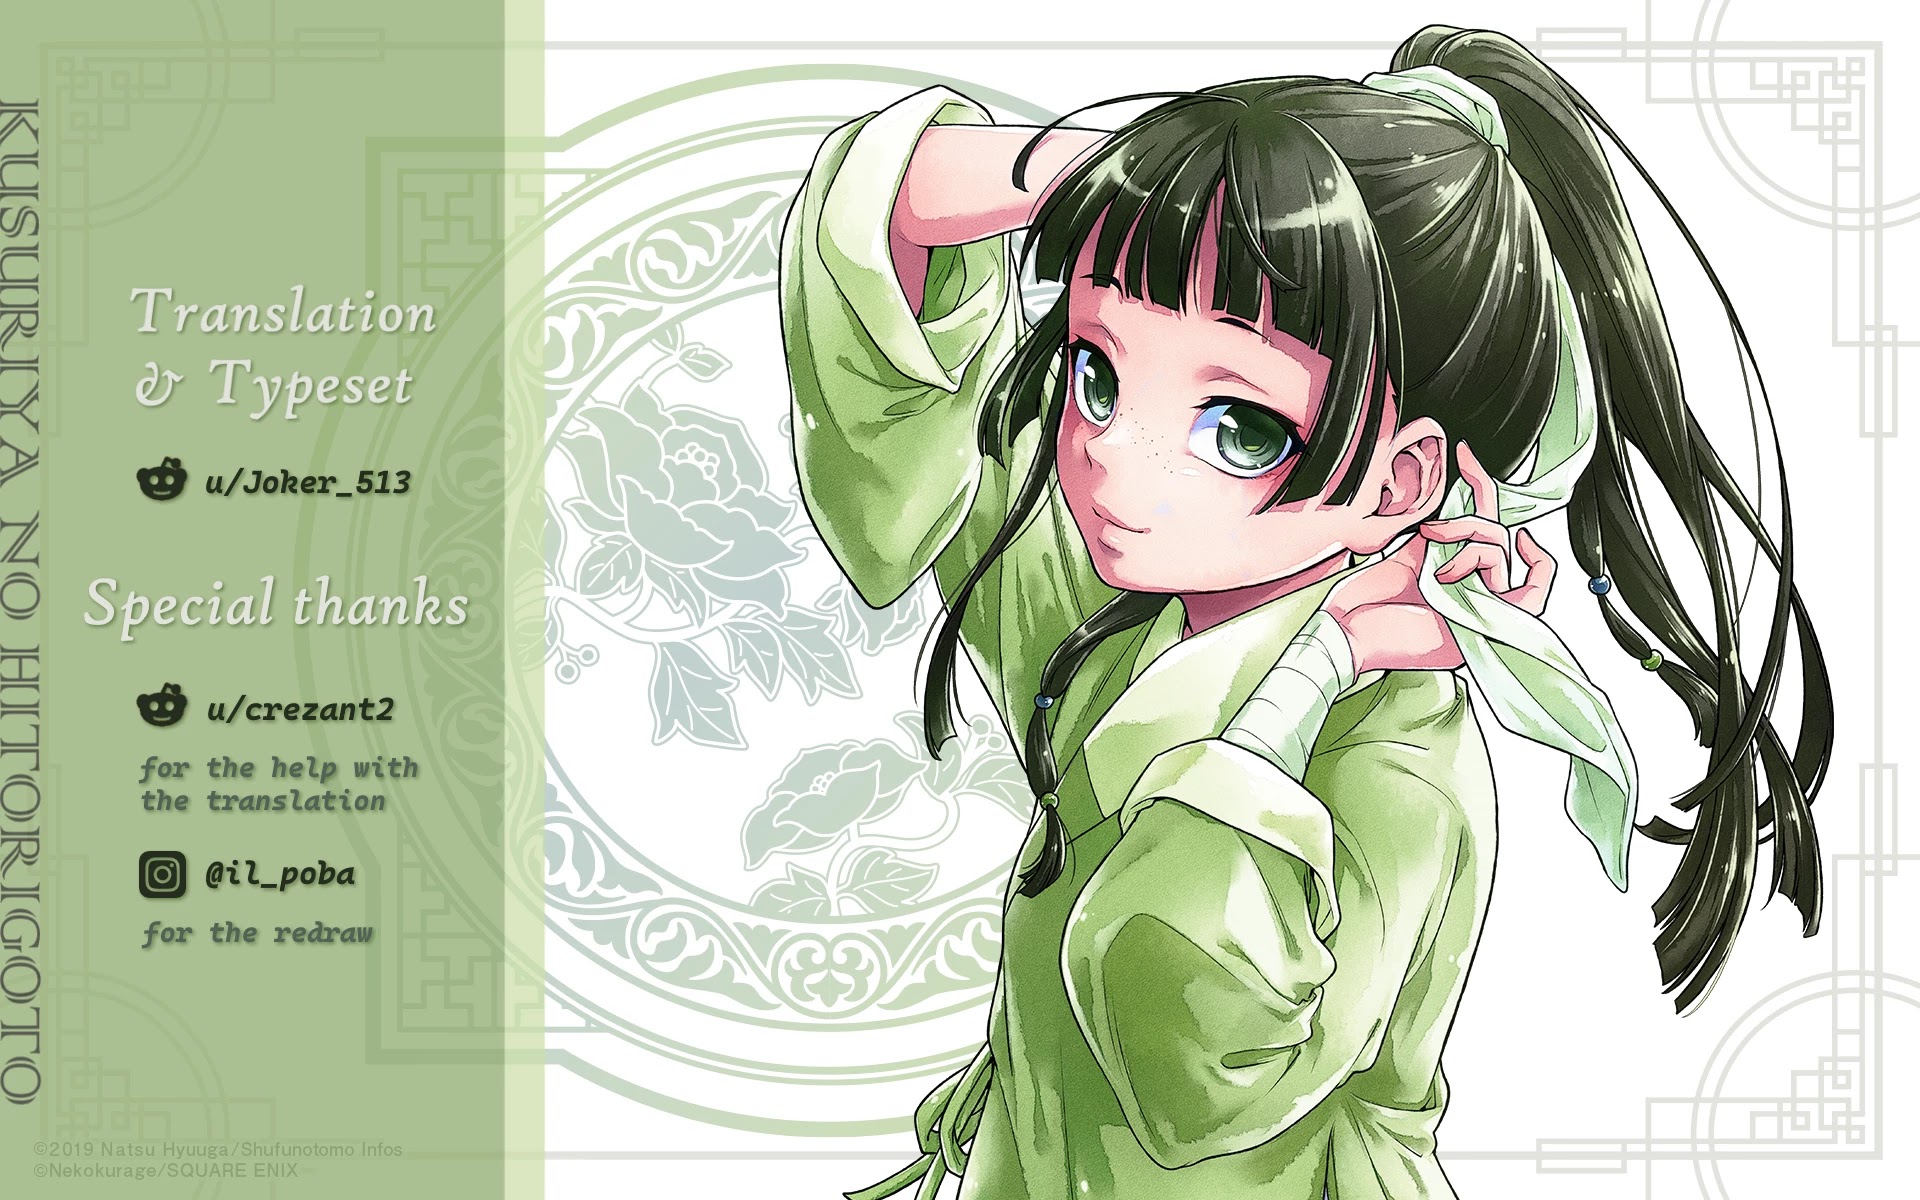 KUSURIYA NO HITORIGOTO
Translation
& Typeset
u/Joker_513
Special thanks
u/crezant2
for the help with
the translation
@il_poba
for the redraw
©2019 Natsu Hyuuga/Shufunotomo Infos
©Nekokurage/SQUARE ENIX